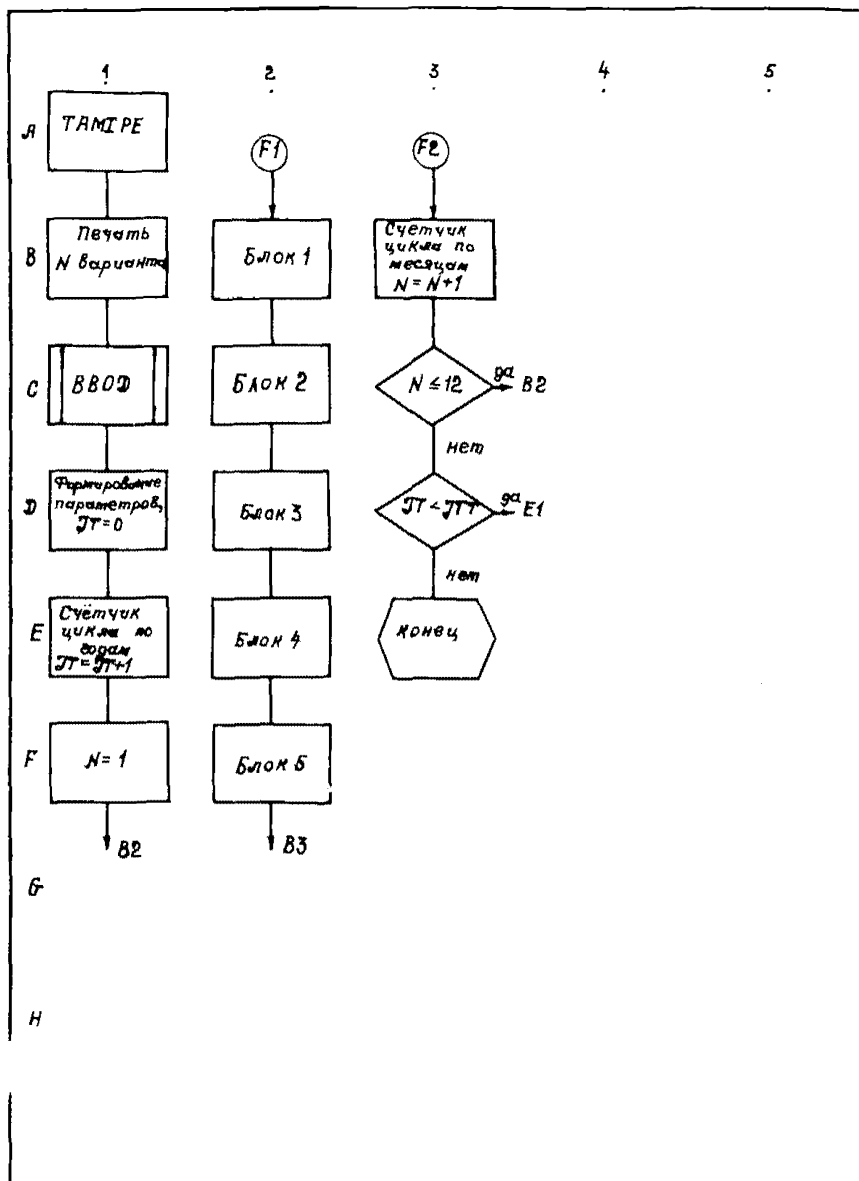 1 2 3 4 5
A
TAMIPE
F1
F2
B
Печать
N варианта
Блок 1
Счетчик
цикла по
месяцам
N = N+1
C
ВВОД
Блок 2
N ≤ 12
да
B2
нет
D
Формирование
параметров,
JT = 0
Блок 3
JT < JTT
да
E1
нет
E
Счётчик
цикла по
годам
JT = JT+1
Блок 4
конец
F
N = 1
Блок 5
B2
B3
G
H